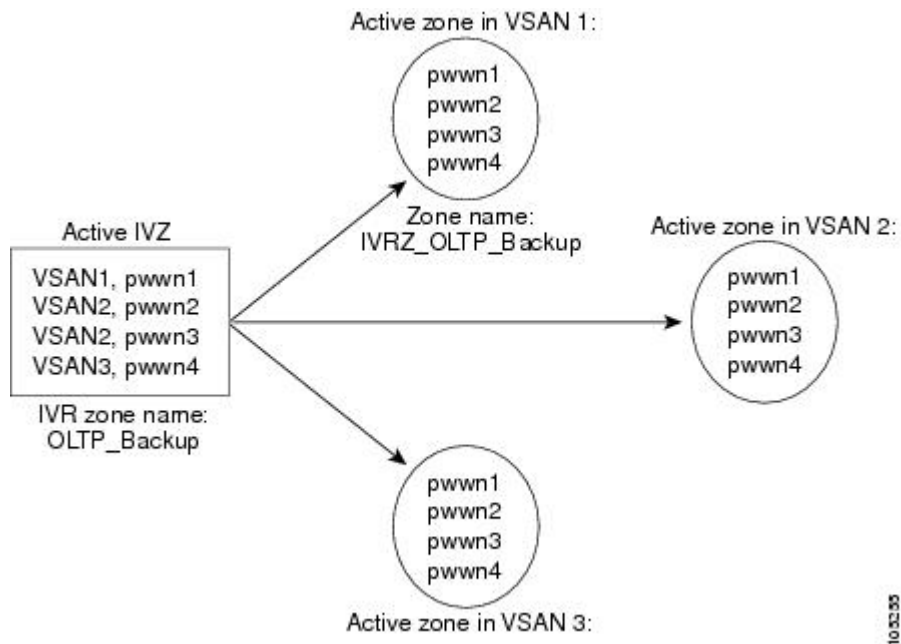 Active zone in VSAN 1:
pwwn1
pwwn2
pwwn3
pwwn4
Zone name:
IVRZ_OLTP_Backup
Active IVZ
VSAN1, pwwn1
VSAN2, pwwn2
VSAN2, pwwn3
VSAN3, pwwn4
IVR zone name:
OLTP_Backup
Active zone in VSAN 2:
pwwn1
pwwn2
pwwn3
pwwn4
pwwn1
pwwn2
pwwn3
pwwn4
Active zone in VSAN 3:
105255